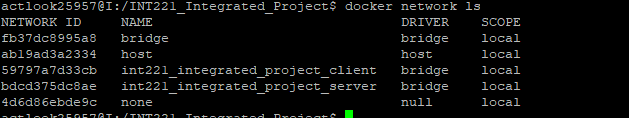 actlook25957@I:/INT221_Integrated_Project$ docker network ls
NETWORK ID     NAME                               DRIVER    SCOPE
fb37dc8995a8   bridge                             bridge    local
ab19ad3a2334   host                               host      local
59797a7d33cb   int221_integrated_project_client   bridge    local
bdcd375dc8ae   int221_integrated_project_server   bridge    local
4d6d86ebde9c   none                               null      local
actlook25957@I:/INT221_Integrated_Project$